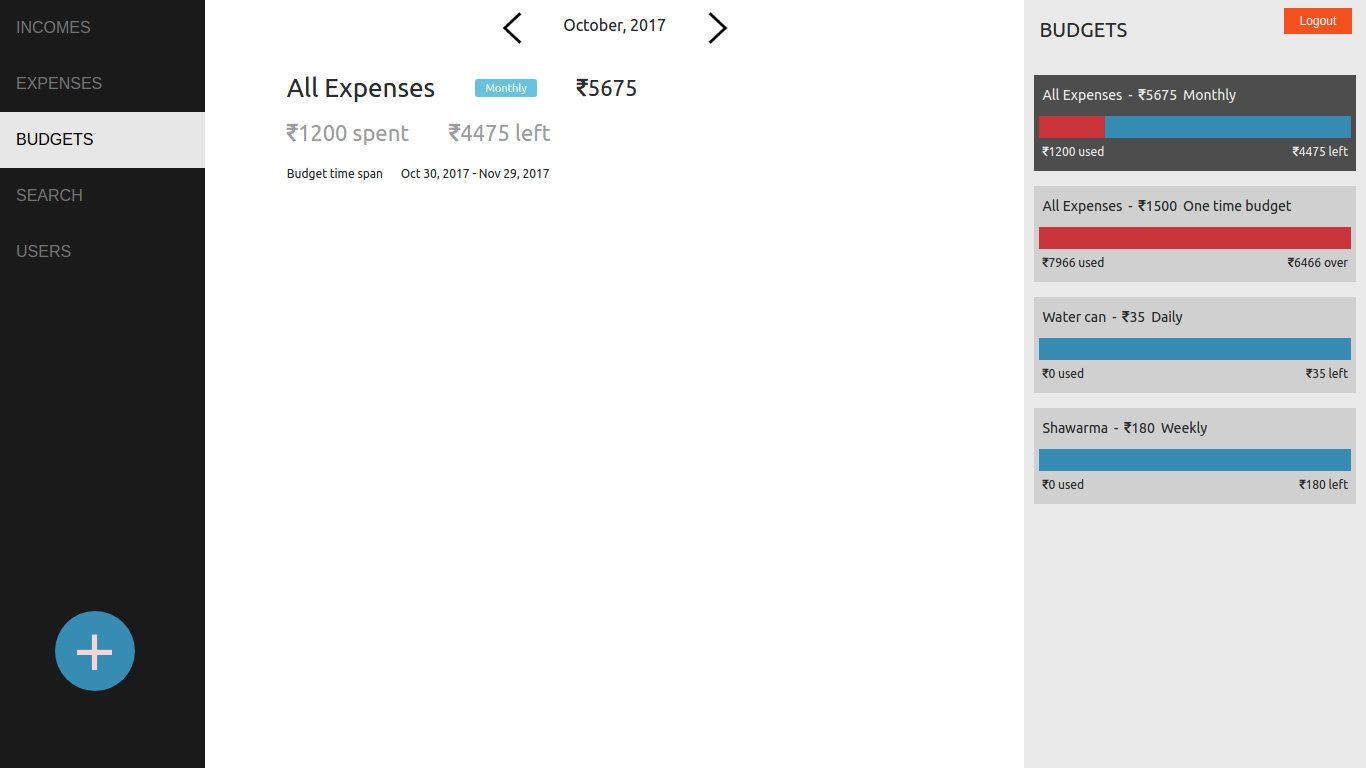 INCOMES
EXPENSES
BUDGETS
SEARCH
USERS
October, 2017
All Expenses Monthly ₹5675
₹1200 spent ₹4475 left
Budget time span Oct 30, 2017 - Nov 29, 2017
BUDGETS
Logout
All Expenses - ₹5675 Monthly
₹1200 used ₹4475 left
All Expenses - ₹1500 One time budget
₹7966 used ₹6466 over
Water can - ₹35 Daily
₹0 used ₹35 left
Shawarma - ₹180 Weekly
₹0 used ₹180 left